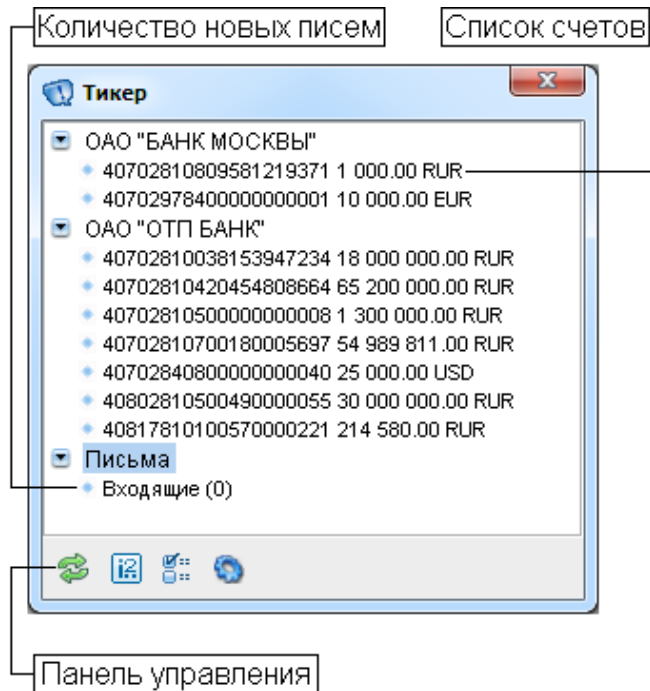 Количество новых писем
Список счетов
Тикер
ОАО "БАНК МОСКВЫ"
40702810809581219371 1 000.00 RUR
40702978400000000001 10 000.00 EUR
ОАО "ОТП БАНК"
40702810038153947234 18 000 000.00 RUR
40702810420454808664 65 200 000.00 RUR
40702810500000000008 1 300 000.00 RUR
40702810700180005697 54 989 811.00 RUR
40702840800000000040 25 000.00 USD
40802810500490000055 30 000 000.00 RUR
40817810100570000221 214 580.00 RUR
Письма
Входящие (0)
i2
Панель управления